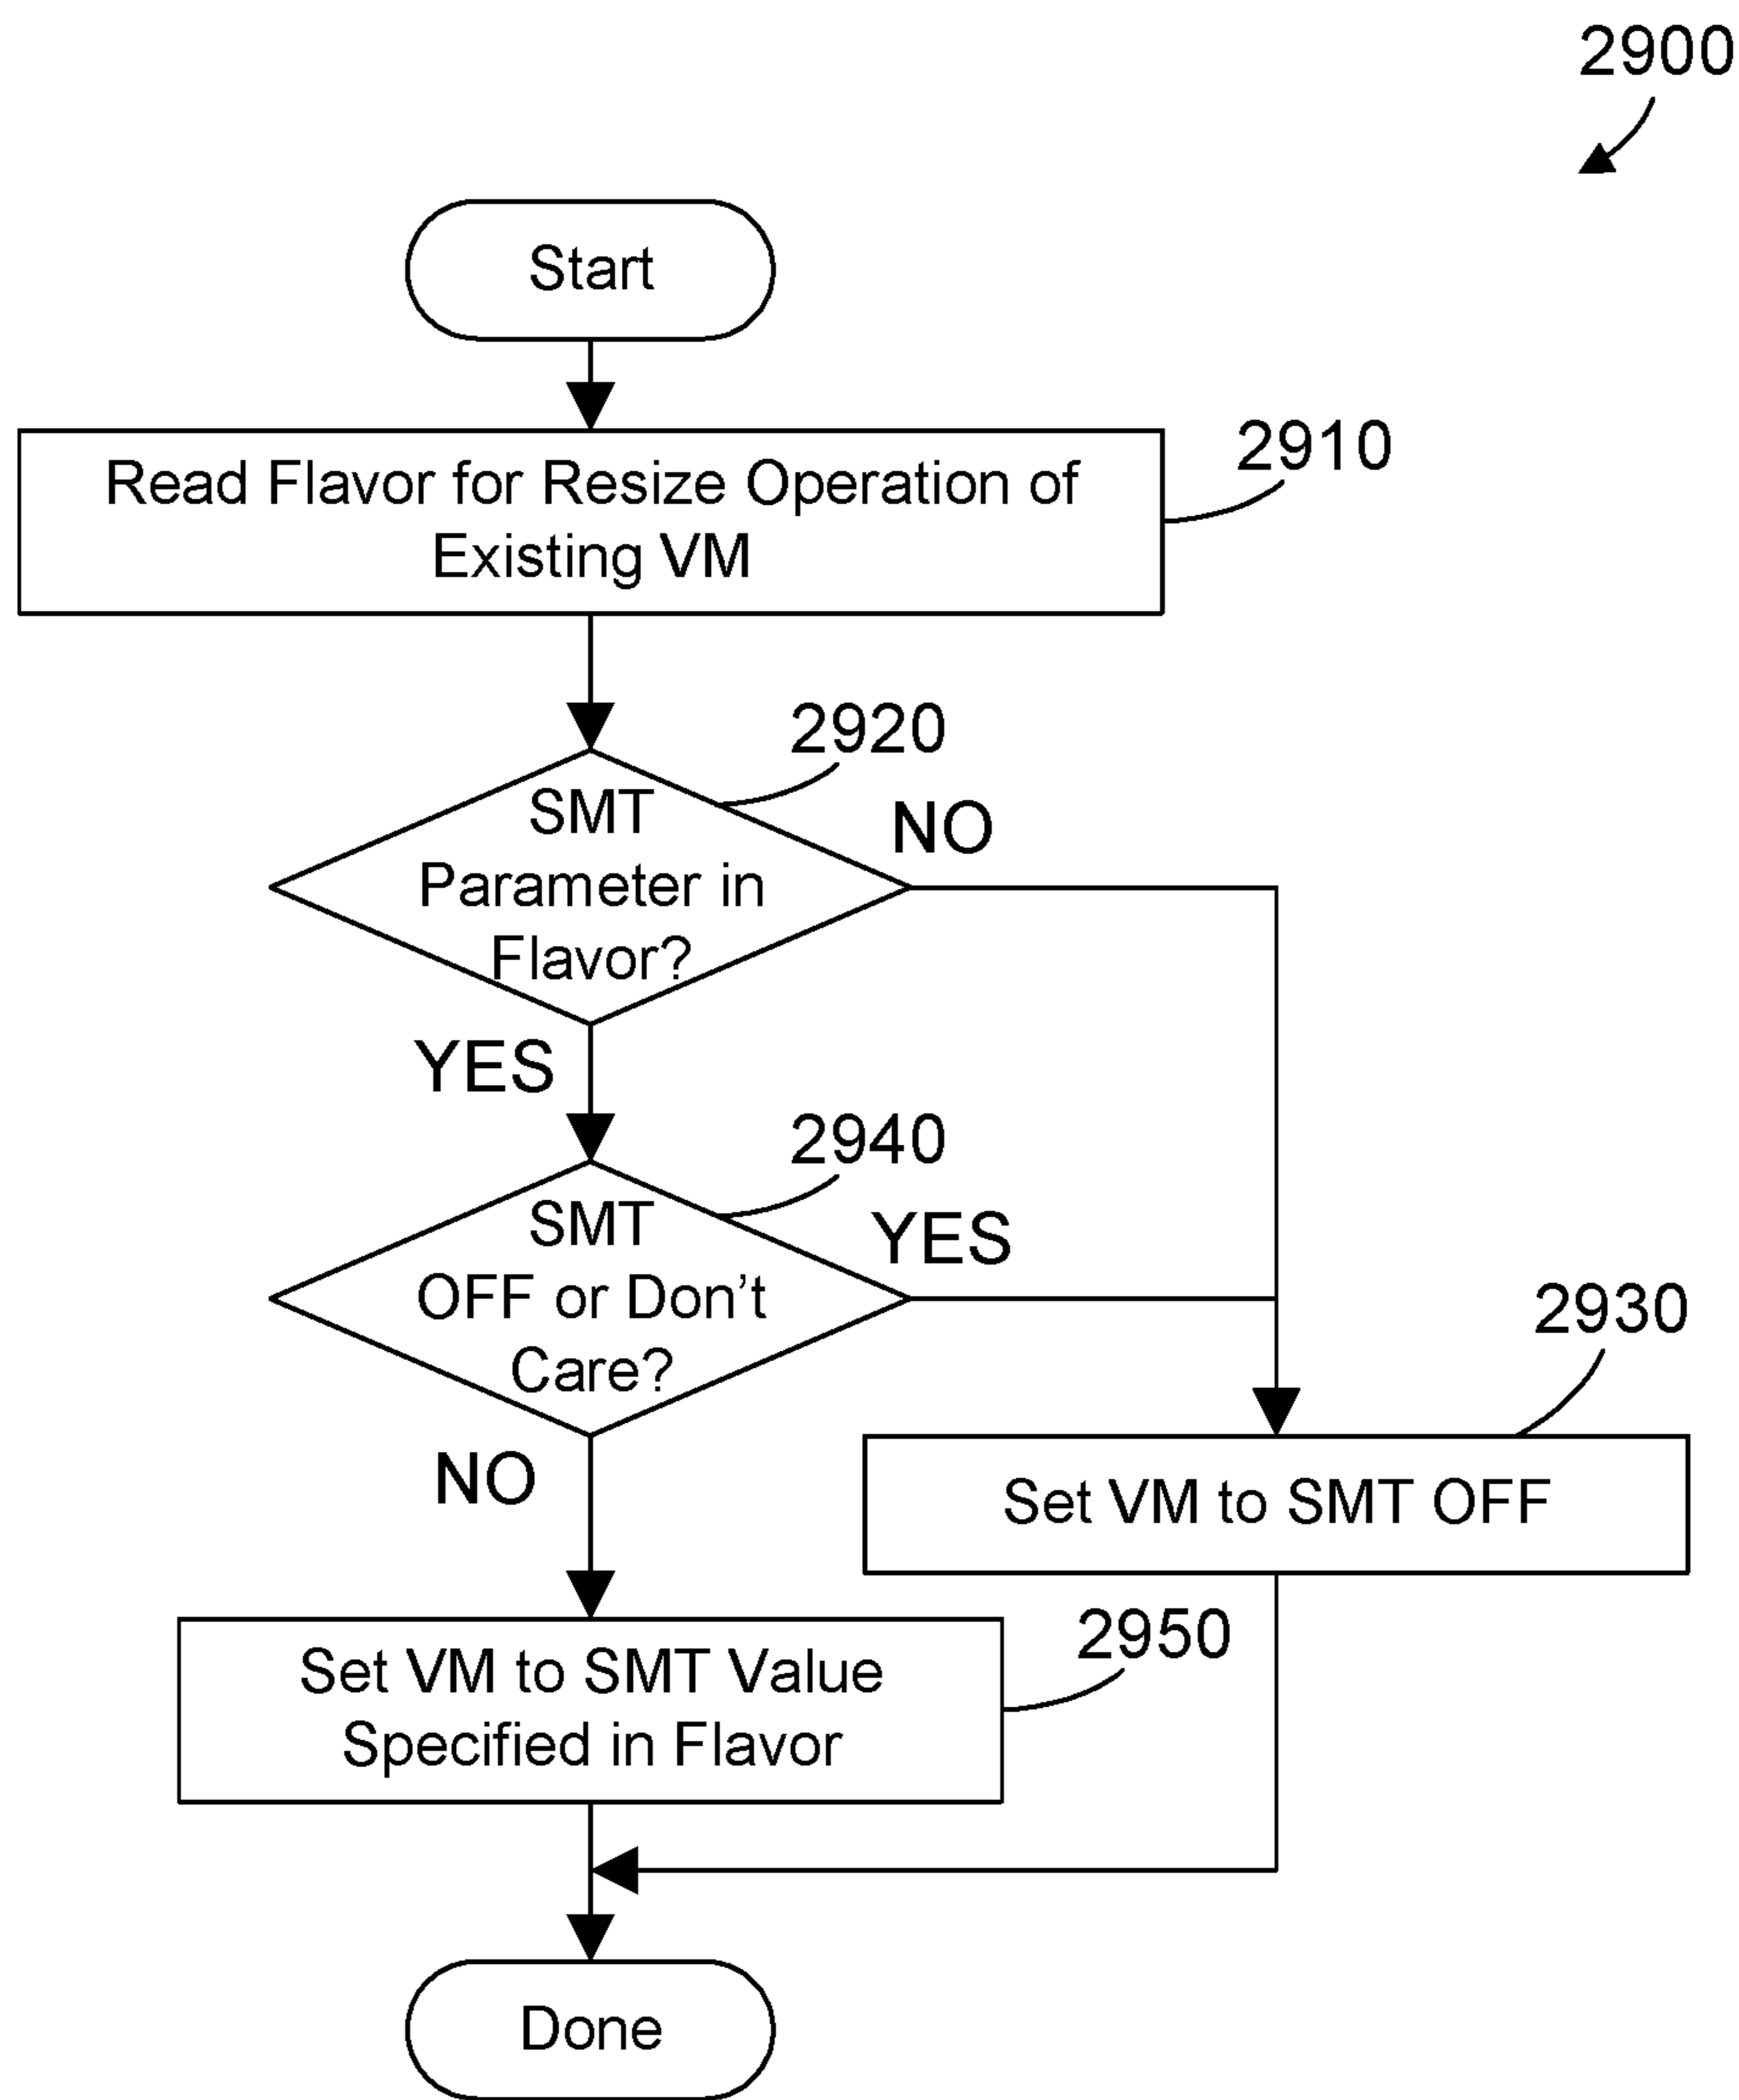 2900
Start
Read Flavor for Resize Operation of
Existing VM
2910
2920
SMT
Parameter in
Flavor?
NO
YES
2940
SMT
OFF or Don't
Care?
YES
NO
2930
Set VM to SMT OFF
Set VM to SMT Value
Specified in Flavor
2950
Done